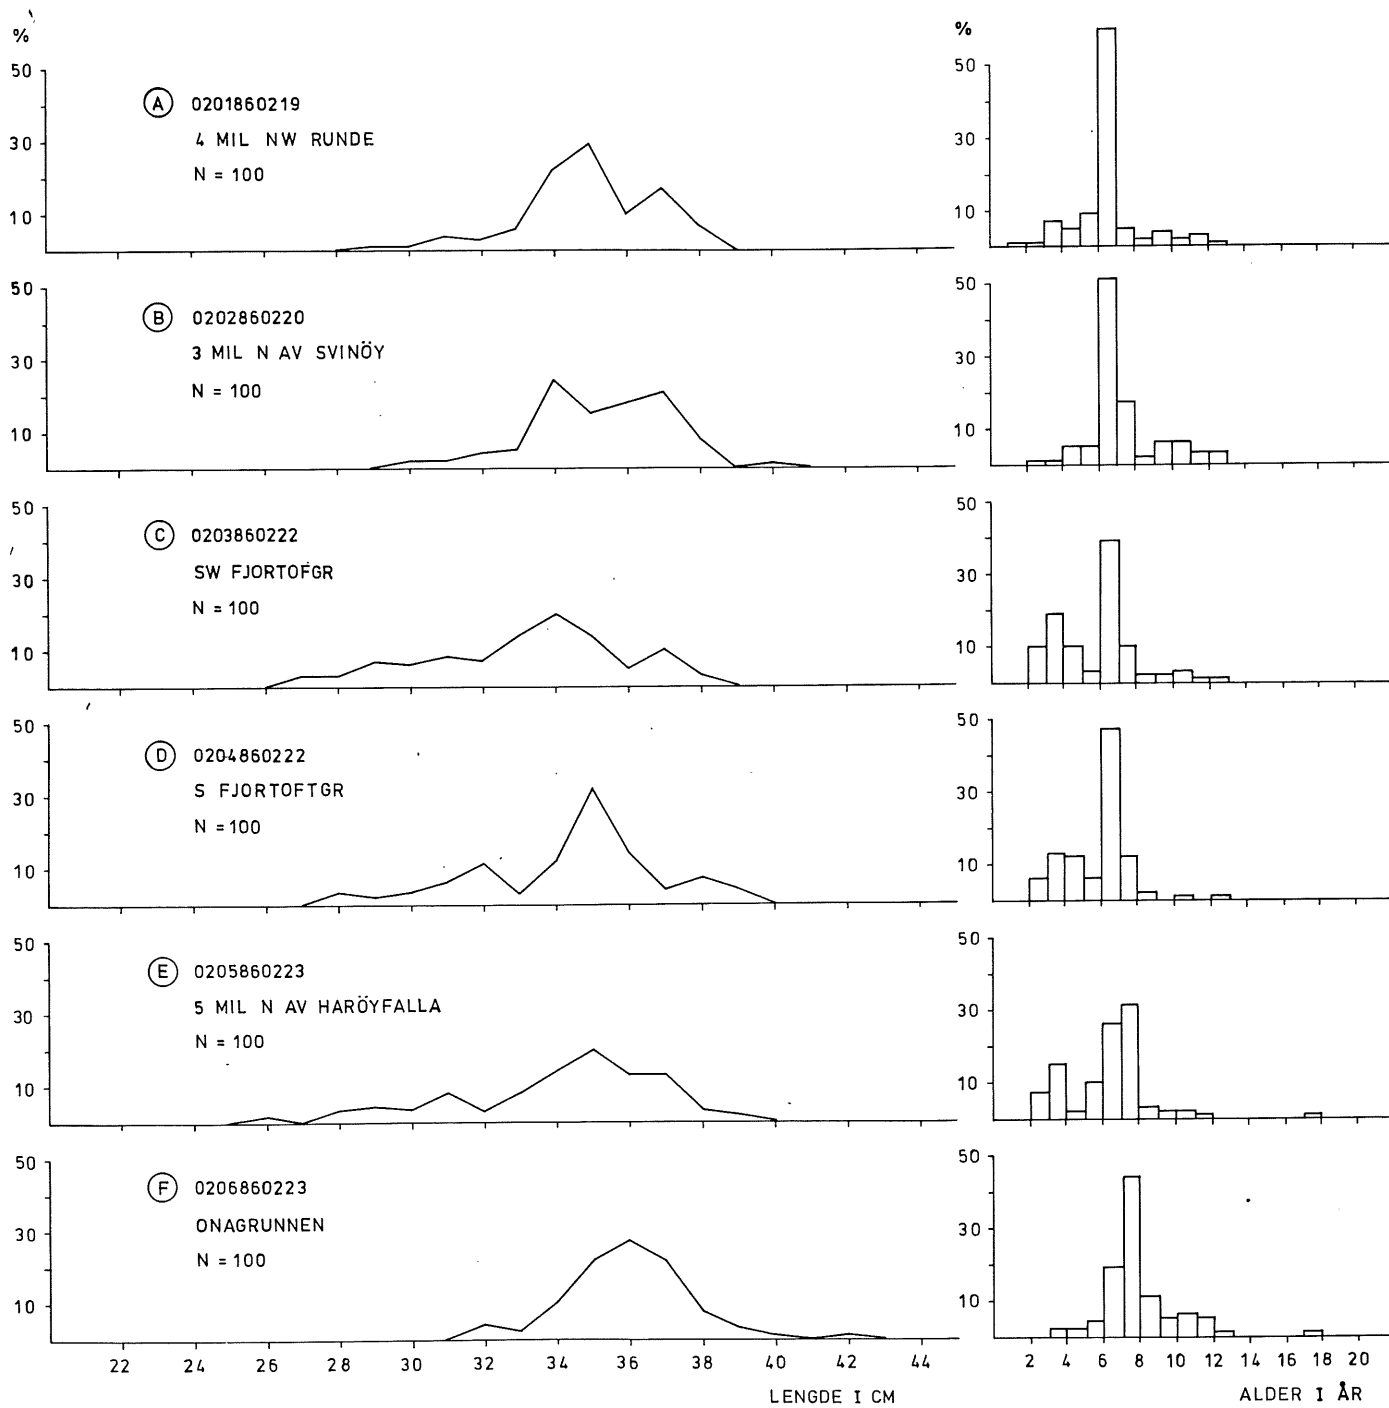 %
50
30
10
A 0201860219
4 MIL NW RUNDE
N = 100
%
50
30
10
50
30
10
B 0202860220
3 MIL N AV SVINÖY
N = 100
50
30
10
50
30
10
C 0203860222
SW FJORTOFGR
N = 100
50
30
10
50
30
10
D 0204860222
S FJORTOFTGR
N = 100
50
30
10
50
30
10
E 0205860223
5 MIL N AV HARÖYFALLA
N = 100
50
30
10
50
30
10
F 0206860223
ONAGRUNNEN
N = 100
50
30
10
22 24 26 28 30 32 34 36 38 40 42 44
LENGDE I CM
2 4 6 8 10 12 14 16 18 20
ALDER I ÅR